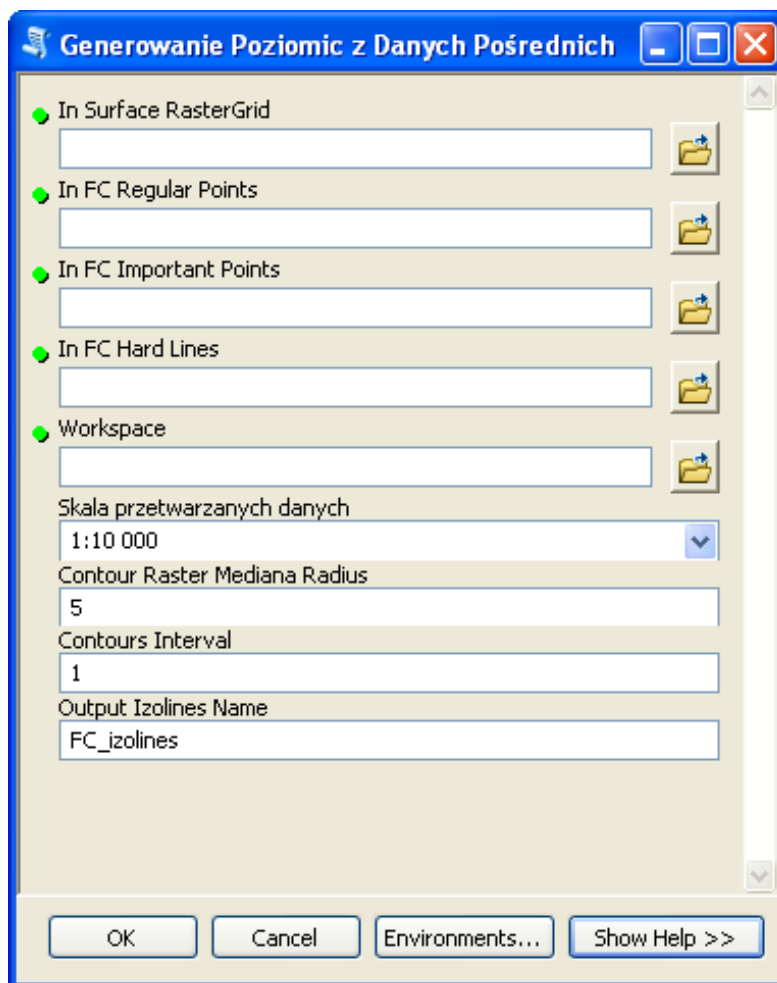 Generowanie Poziomic z Danych Pośrednich
In Surface RasterGrid
In FC Regular Points
In FC Important Points
In FC Hard Lines
Workspace
Skala przetwarzanych danych
1:10 000
Contour Raster Mediana Radius
5
Contours Interval
1
Output Izolines Name
FC_izolines
OK Cancel Environments... Show Help >>